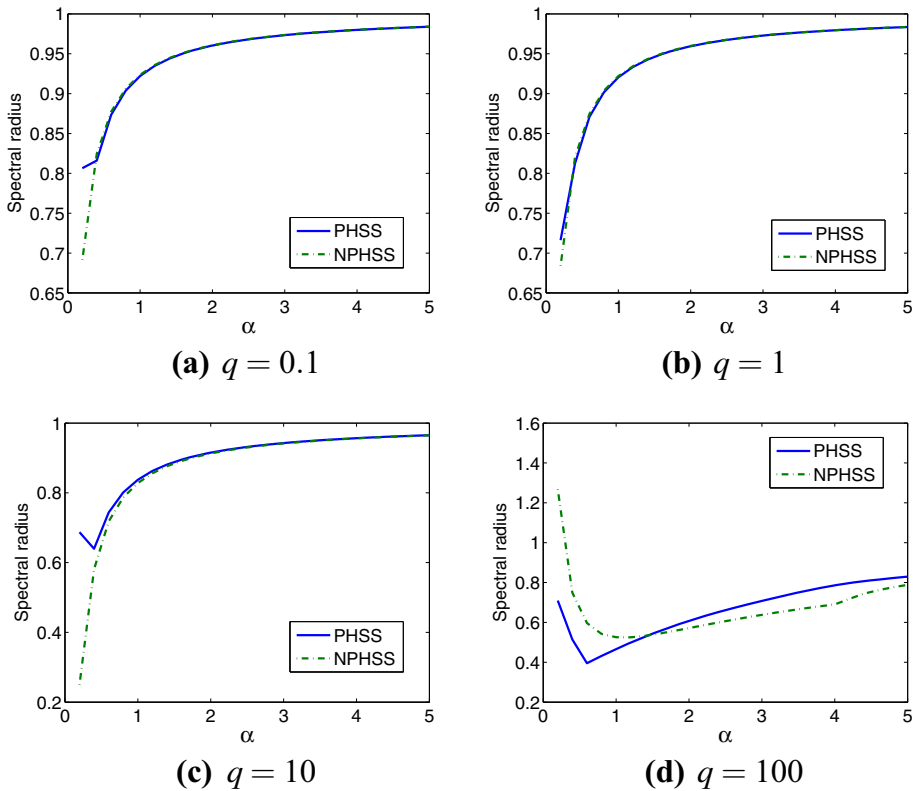 1
0.95
0.9
0.85
0.8
0.75
0.7
0.65
Spectral radius
0 1 2 3 4 5
α
PHSS
NPHSS
(a) q = 0.1
1
0.95
0.9
0.85
0.8
0.75
0.7
0.65
Spectral radius
0 1 2 3 4 5
α
PHSS
NPHSS
(b) q = 1
1
0.8
0.6
0.4
0.2
Spectral radius
0 1 2 3 4 5
α
PHSS
NPHSS
(c) q = 10
1.6
1.4
1.2
1
0.8
0.6
0.4
0.2
Spectral radius
0 1 2 3 4 5
α
PHSS
NPHSS
(d) q = 100